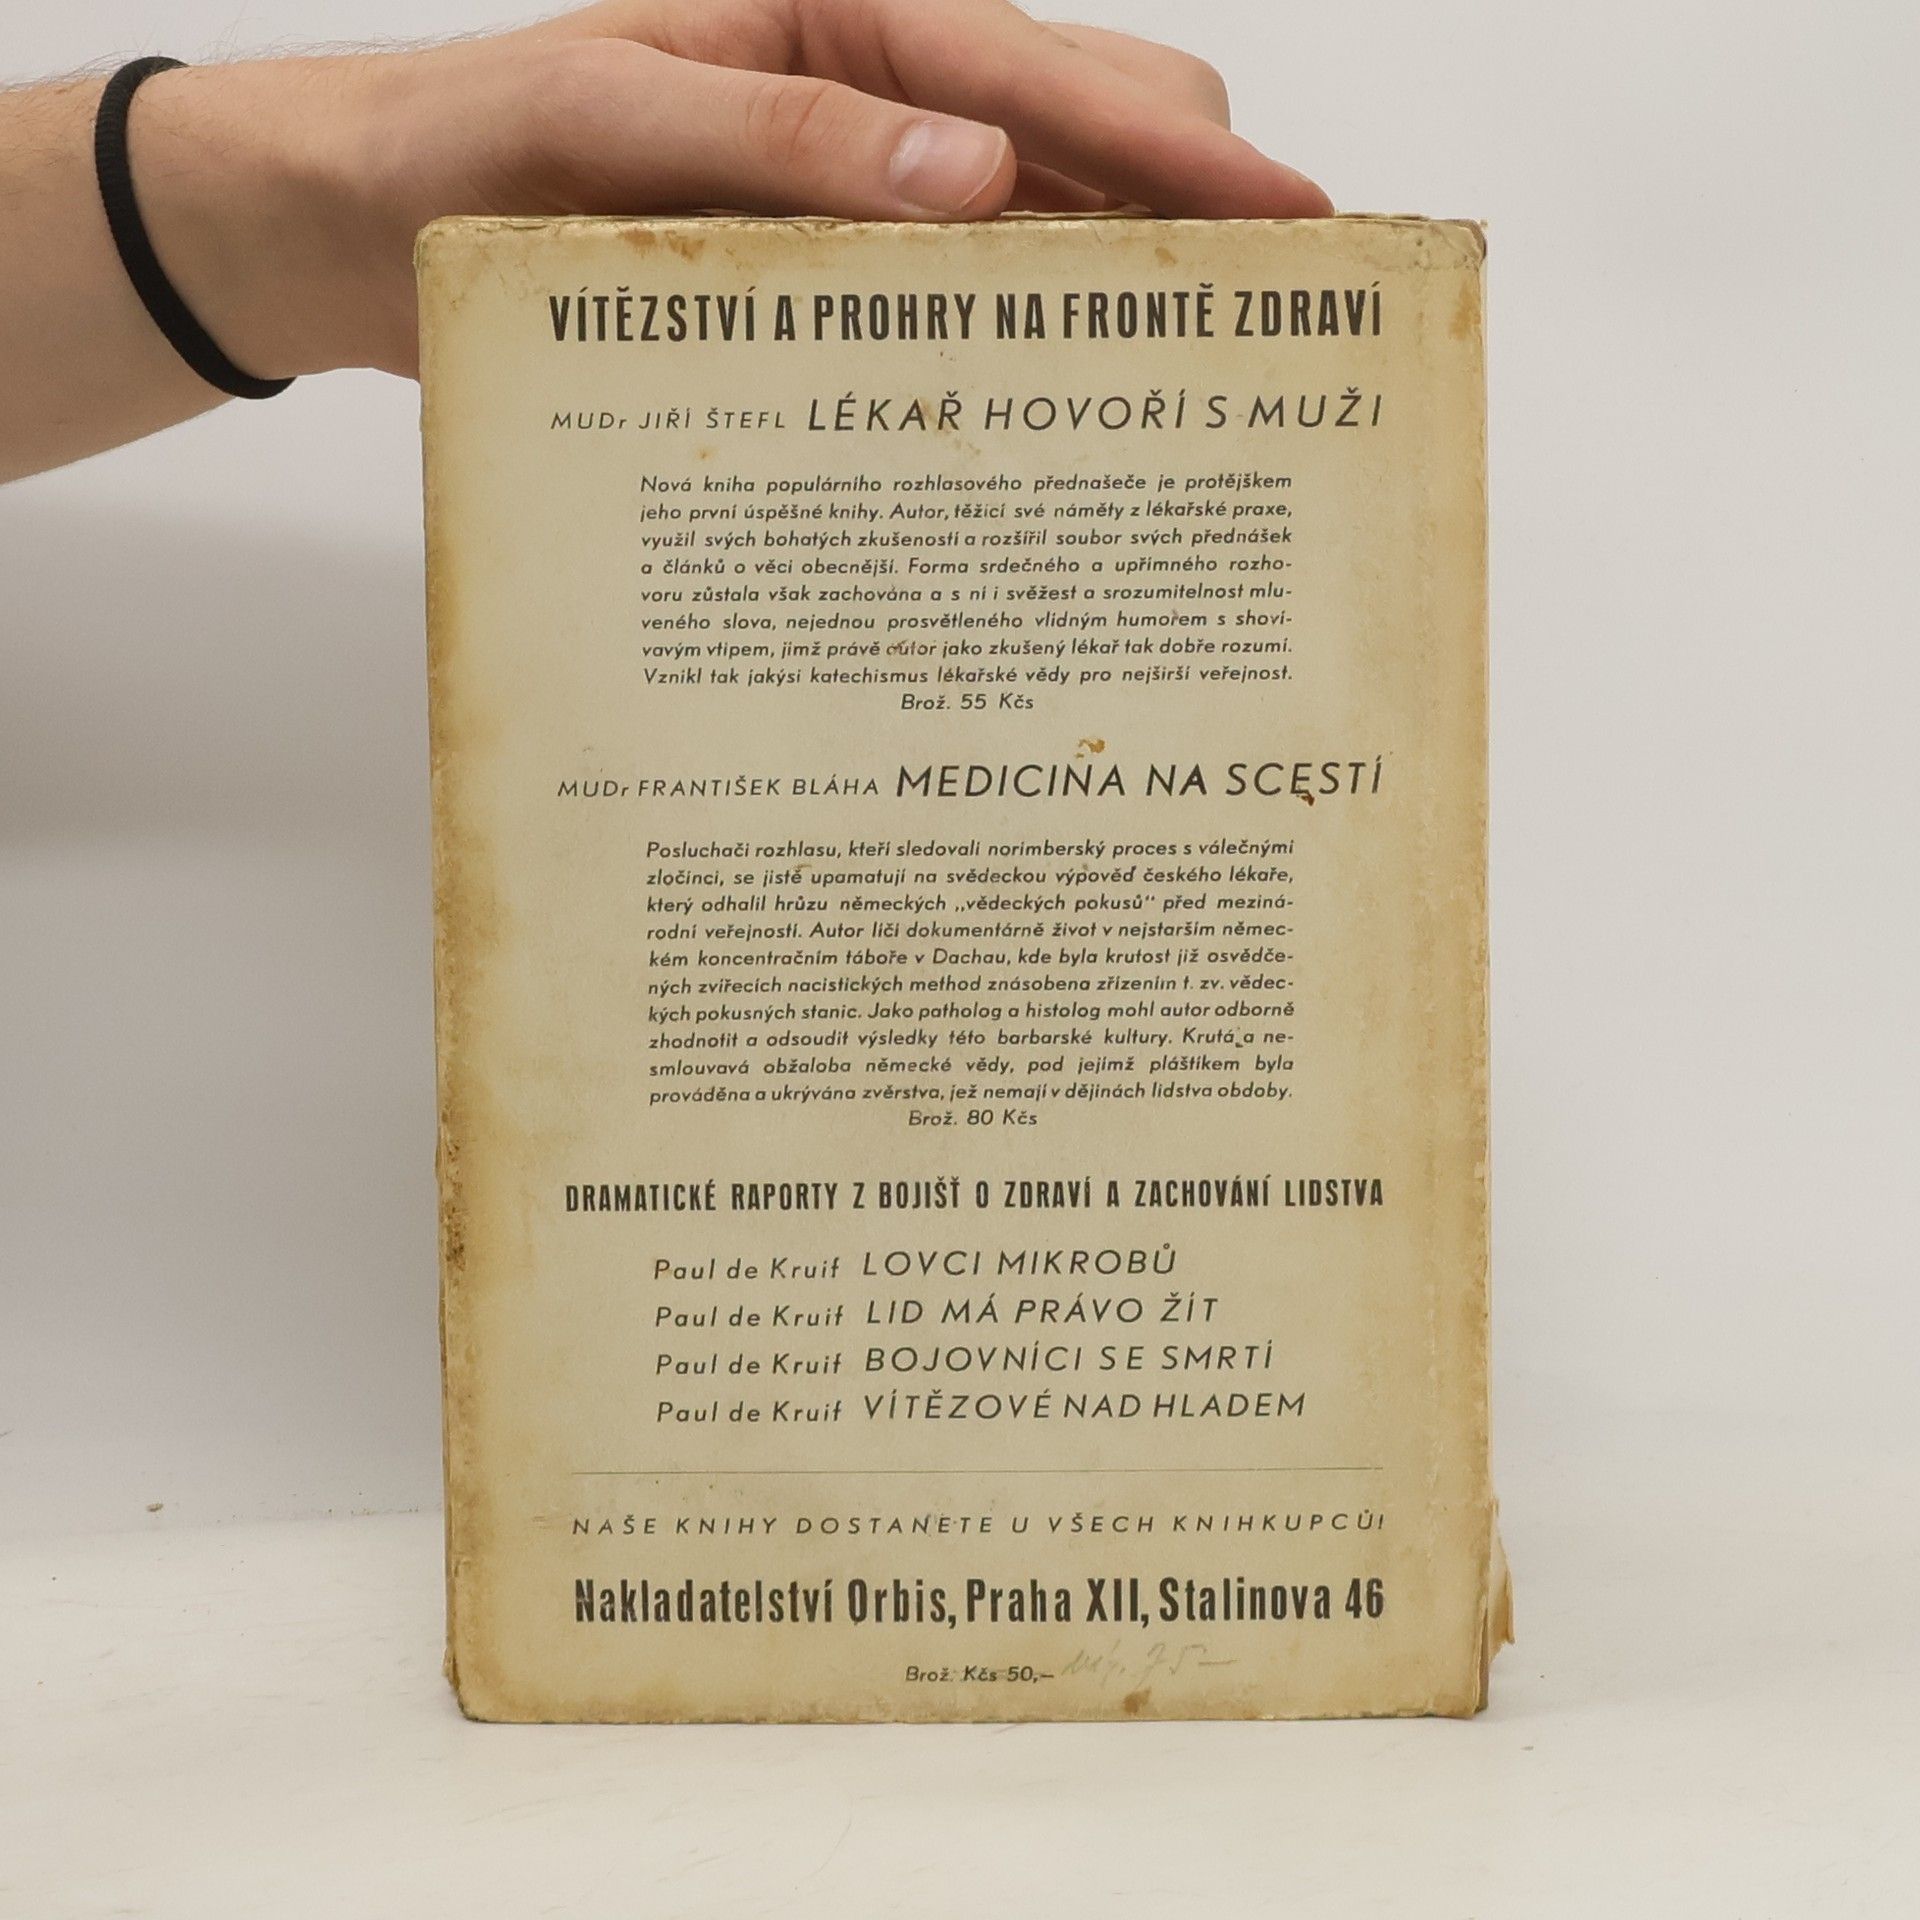 VÍTĚZSTVÍ A PROHRY NA FRONTĚ ZDRAVÍ
MUDr JIŘÍ ŠTEFL LÉKAŘ HOVOŘÍ S MUŽI
Nová kniha populárního rozhlasového přednašeče je protějškem
jeho první úspěšné knihy. Autor, těžící své náměty z lékařské praxe,
využil svých bohatých zkušeností a rozšířil soubor svých přednášek
a článků o věci obecnější. Forma srdečného a upřímného rozho-
voru zůstala však zachována a s ní i svěžest a srozumitelnost mlu-
veného slova, nejednou prosvětleného vlídným humorem s shoví-
vavým vtipem, jimž právě autor jako zkušený lékař tak dobře rozumí.
Vznikl tak jakýsi katechismus lékařské vědy pro nejširší veřejnost.
Brož. 55 Kčs
MUDr FRANTIŠEK BLÁHA MEDICINA NA SCESTÍ
Posluchači rozhlasu, kteří sledovali norimberský proces s válečnými
zločinci, se jistě upamatují na svědeckou výpověď českého lékaře,
který odhalil hrůzu německých „vědeckých pokusů" před meziná-
rodní veřejností. Autor líčí dokumentárně život v nejstarším němec-
kém koncentračním táboře v Dachau, kde byla krutost již osvědče-
ných zvířecích nacistických method znásobena zřízením t. zv. vědec-
kých pokusných stanic. Jako patholog a histolog mohl autor odborně
zhodnotit a odsoudit výsledky této barbarské kultury. Krutá a ne-
smlouvavá obžaloba německé vědy, pod jejímž pláštíkem byla
prováděna a ukrývána zvěrstva, jež nemají v dějinách lidstva obdoby.
Brož. 80 Kčs
DRAMATICKÉ RAPORTY Z BOJIŠŤ O ZDRAVÍ A ZACHOVÁNÍ LIDSTVA
Paul de Kruif LOVCI MIKROBŮ
Paul de Kruif LID MÁ PRÁVO ŽÍT
Paul de Kruif BOJOVNÍCI SE SMRTÍ
Paul de Kruif VÍTĚZOVÉ NAD HLADEM
NAŠE KNIHY DOSTANETE U VŠECH KNIHKUPCŮ!
Nakladatelství Orbis, Praha XII, Stalinova 46
Brož. Kčs 50,— 75—